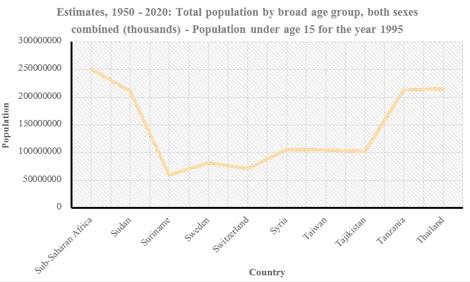 Estimates, 1950 - 2020: Total population by broad age group, both sexes
combined (thousands) - Population under age 15 for the year 1995
300000000
250000000
200000000
150000000
100000000
50000000
0
Population
Sub-Saharan Africa
Sudan
Suriname
Sweden
Switzerland
Syria
Taiwan
Tajikistan
Tanzania
Thailand
Country